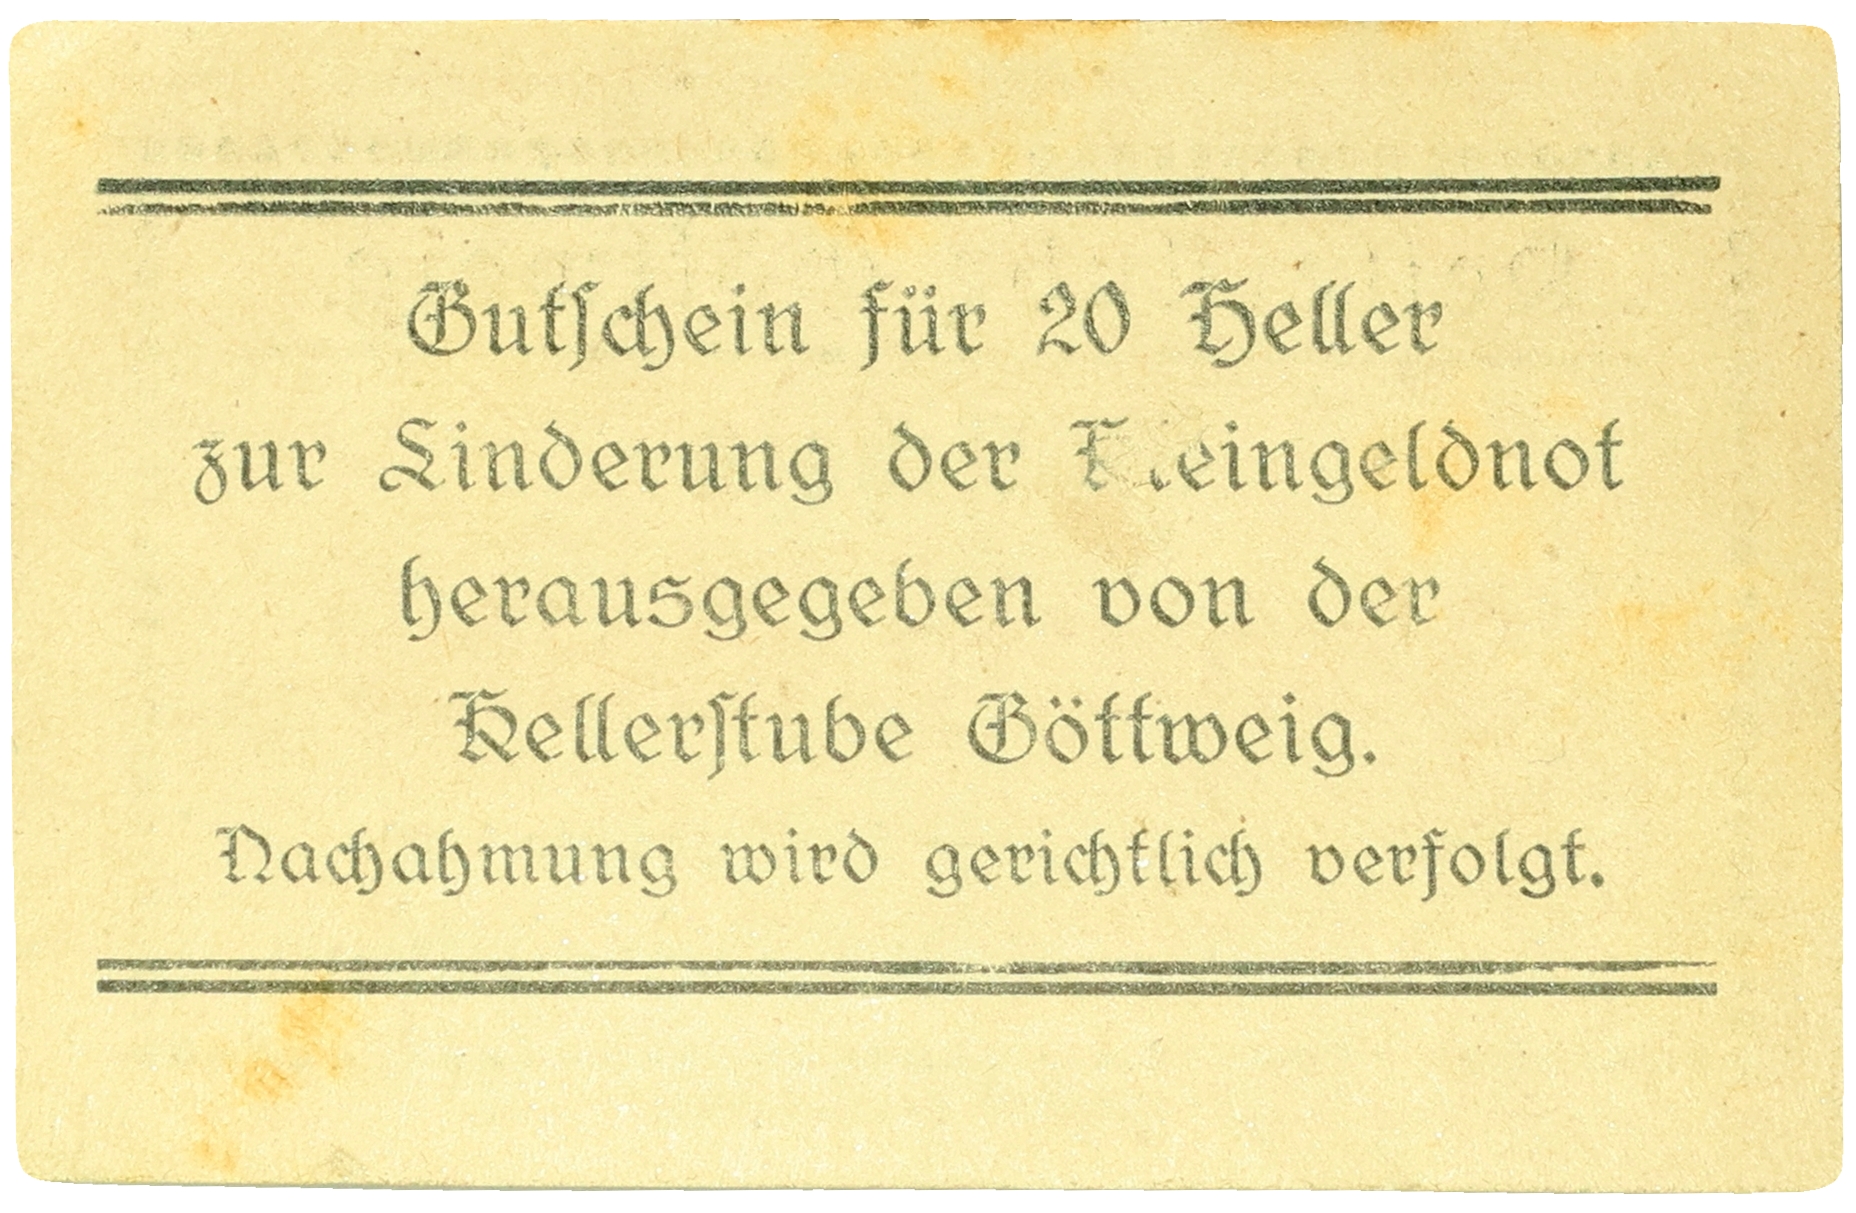 Gutschein für 20 Heller
zur Linderung der Kleingeldnot
herausgegeben von der
Kellerstube Göttweig.
Nachahmung wird gerichtlich verfolgt.